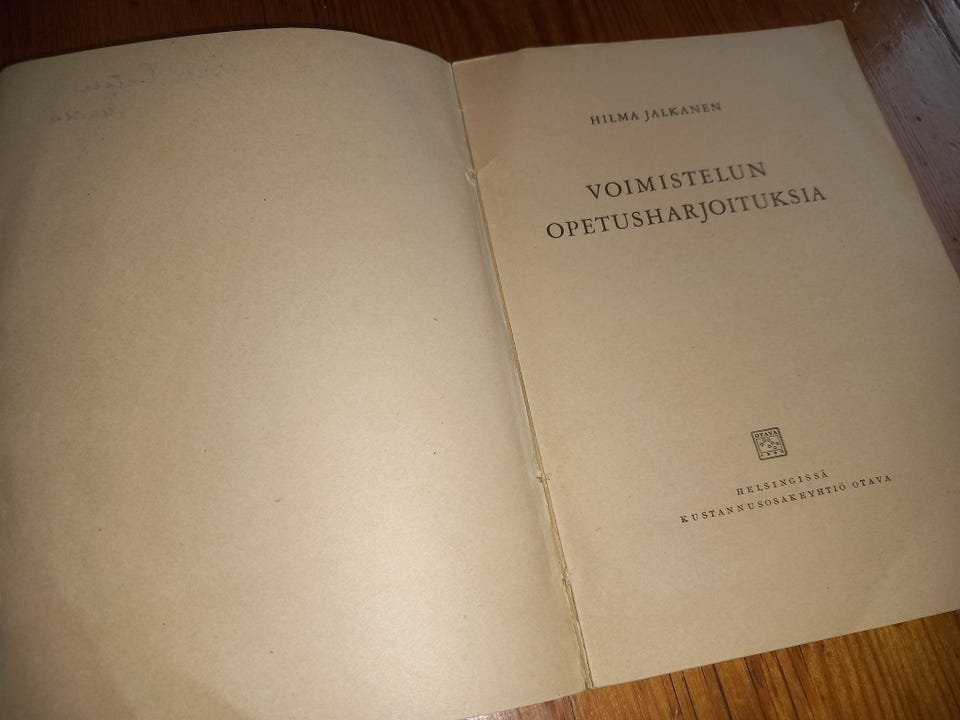 HILMA JALKANEN
VOIMISTELUN
OPETUSHARJOITUKSIA
OTAVA
HELSINGISSÄ
KUSTANNUSOSAKEYHTIÖ OTAVA